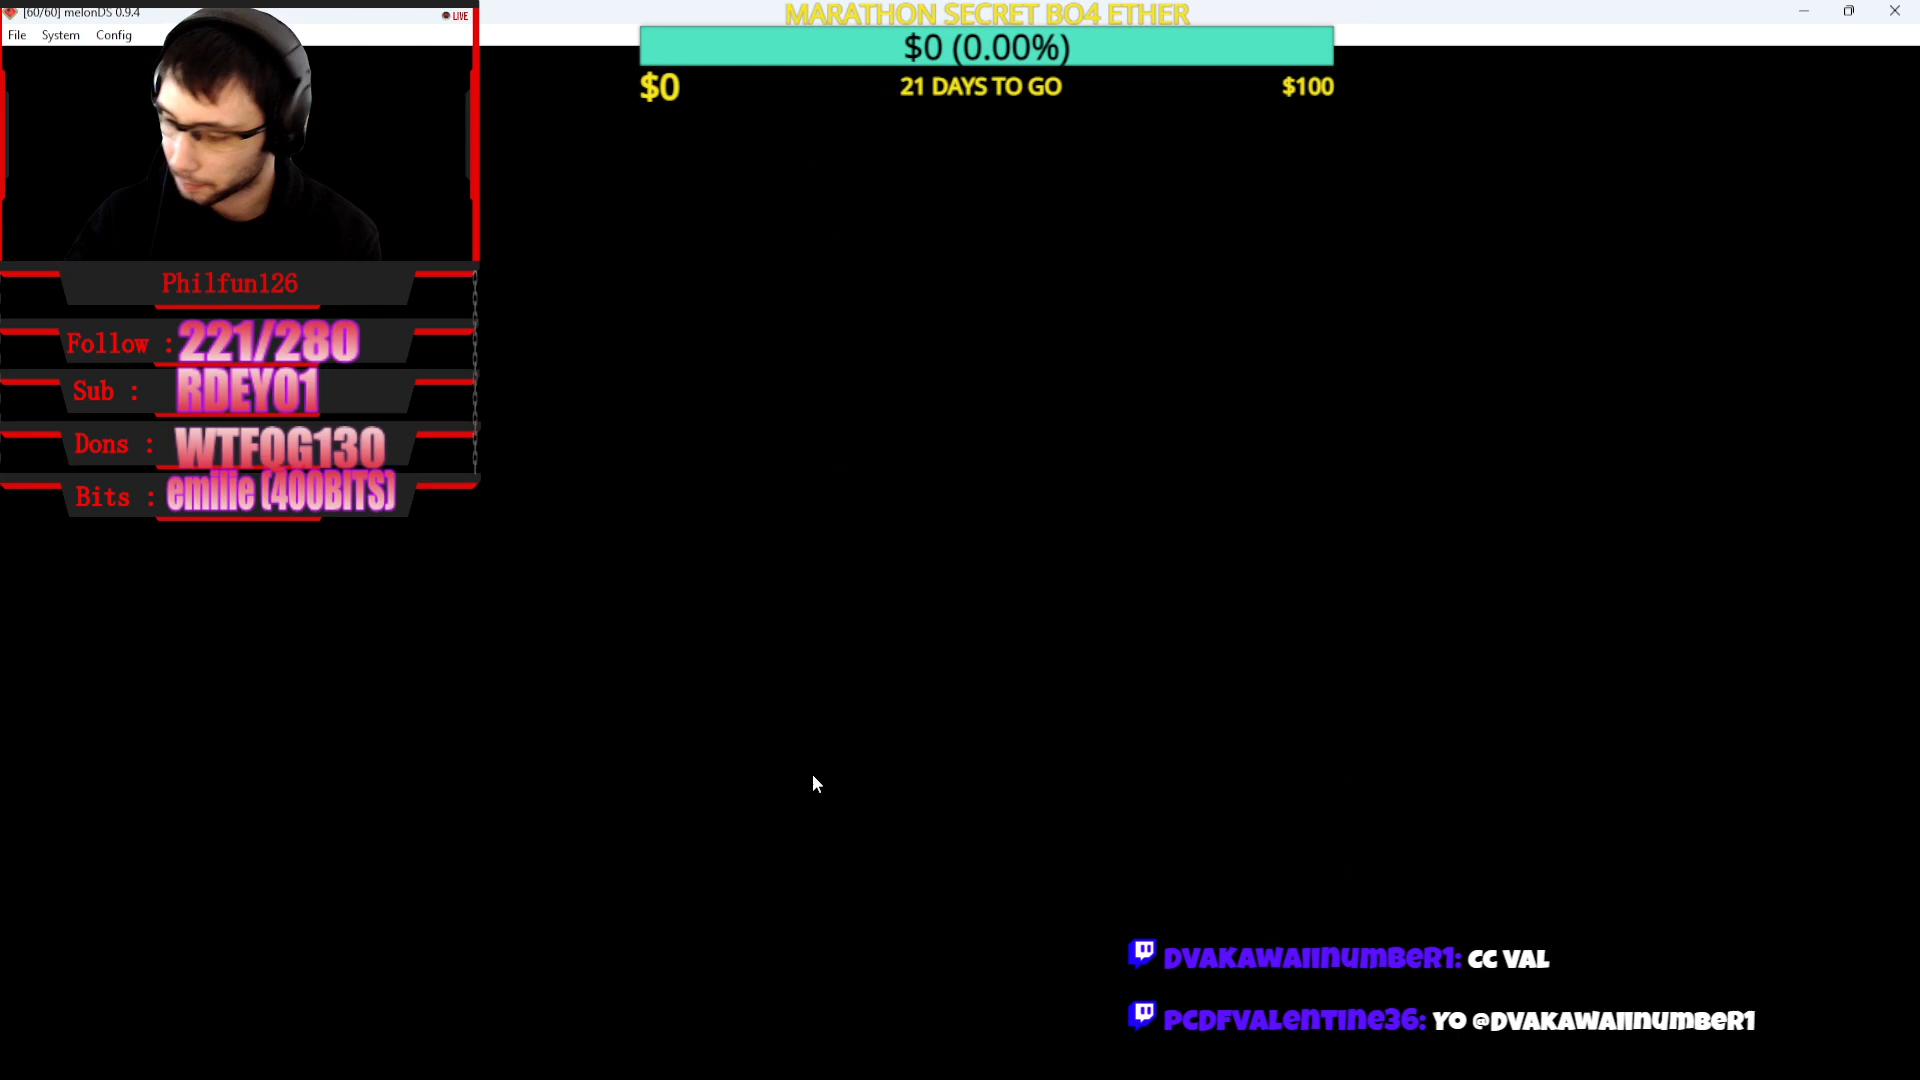 [60/60] melonDS 0.9.4
LIVE
File System Config
MARATHON SECRET BO4 ETHER
$0 (0.00%)
$0 21 DAYS TO GO $100
Philfun126
Follow : 221/280
Sub : RDEYO1
Dons : WTFQG130
Bits : emilie (400BITS)
DVAKAWAIINUMBER1: CC VAL
PCDFVALENTINE36: YO @DVAKAWAIINUMBER1